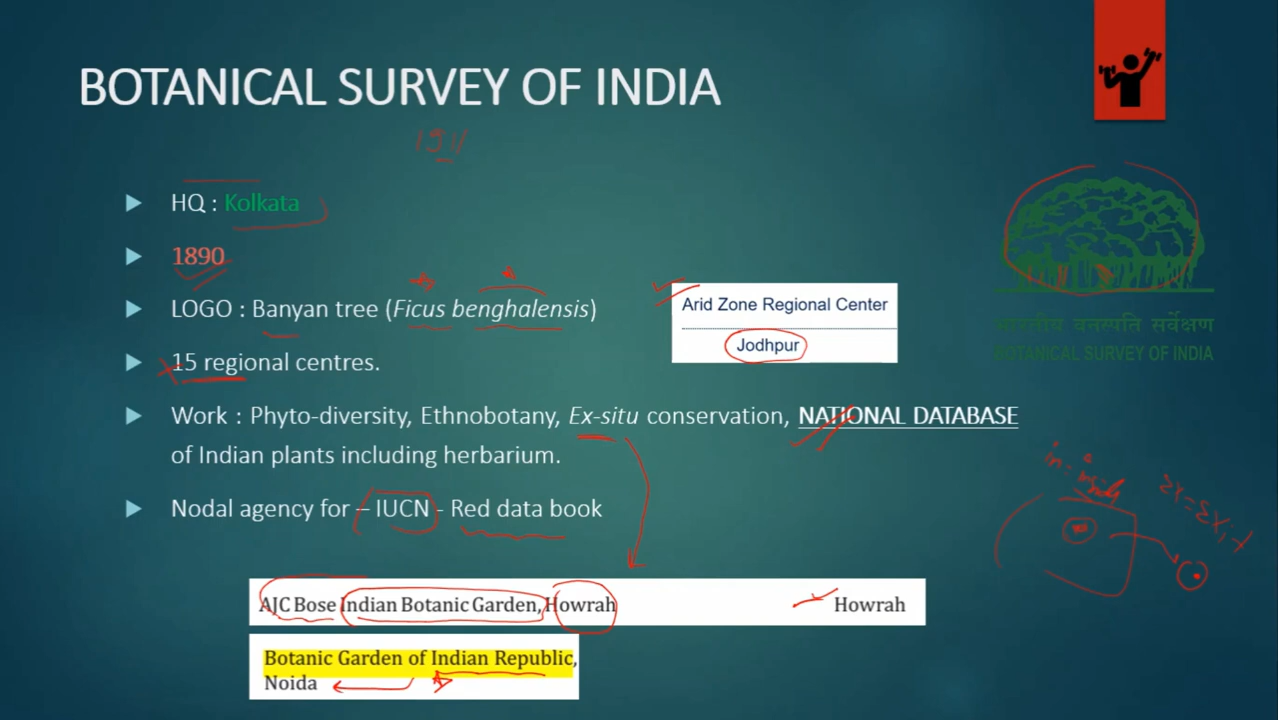 BOTANICAL SURVEY OF INDIA
HQ : Kolkata
1890
LOGO : Banyan tree (Ficus benghalensis)
15 regional centres.
Work : Phyto-diversity, Ethnobotany, Ex-situ conservation, NATIONAL DATABASE
of Indian plants including herbarium.
Nodal agency for – IUCN - Red data book
Arid Zone Regional Center
Jodhpur
भारतीय वनस्पति सर्वेक्षण
BOTANICAL SURVEY OF INDIA
AJC Bose Indian Botanic Garden, Howrah Howrah
Botanic Garden of Indian Republic,
Noida